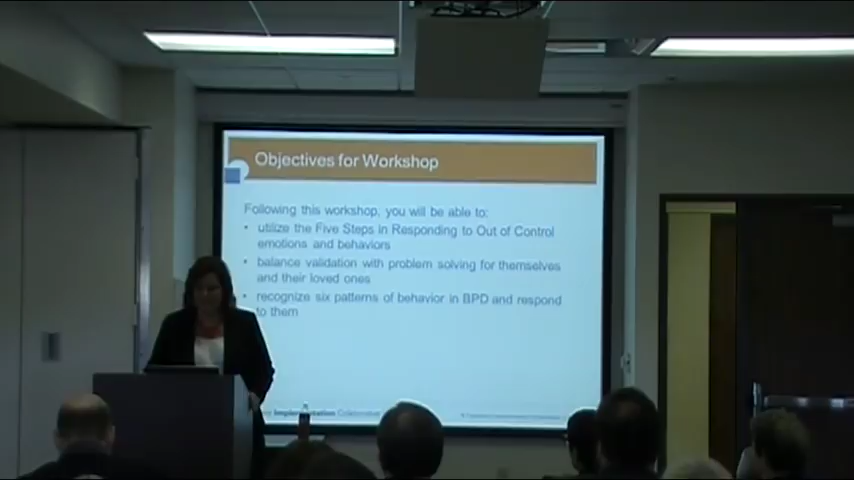 Objectives for Workshop
Following this workshop, you will be able to:
• utilize the Five Steps in Responding to Out of Control
emotions and behaviors
• balance validation with problem solving for themselves
and their loved ones
• recognize six patterns of behavior in BPD and respond
to them
Implementation Collaborative